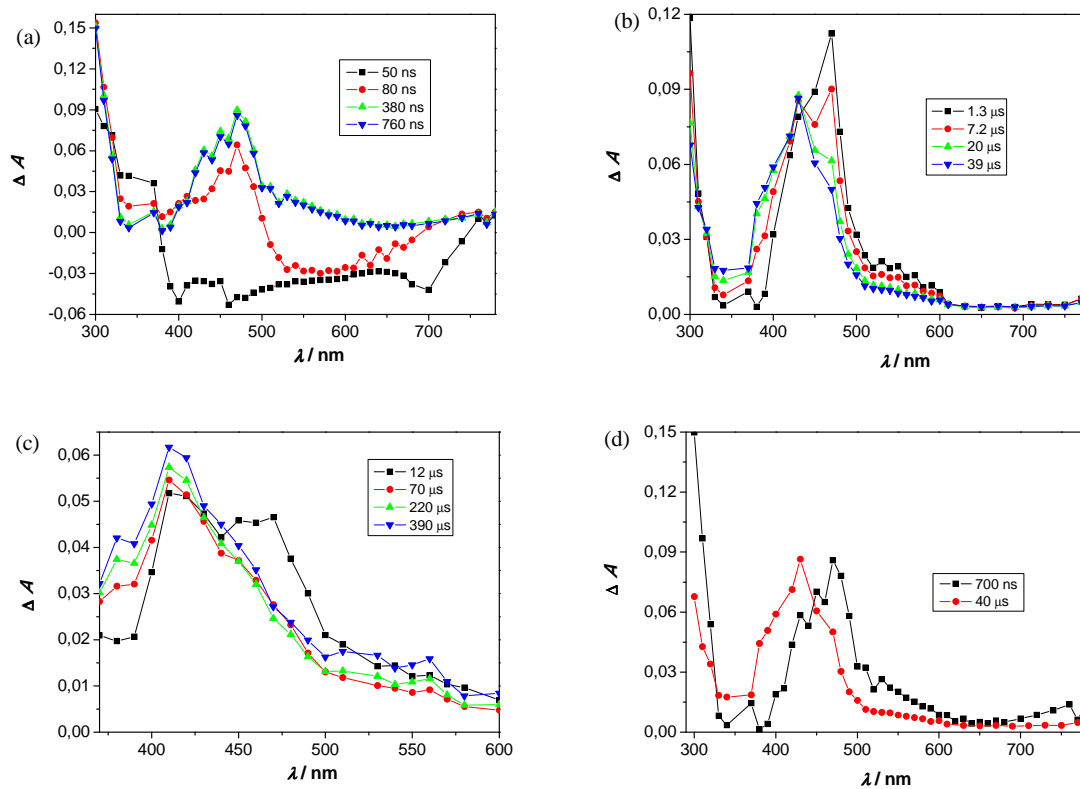 (a)
0,15
0,12
0,09
0,06
0,03
0,00
-0,03
-0,06
Δ A
300 400 500 600 700
λ / nm
50 ns
80 ns
380 ns
760 ns
(b)
0,12
0,09
0,06
0,03
0,00
Δ A
300 400 500 600 700
λ / nm
1.3 μs
7.2 μs
20 μs
39 μs
(c)
0,06
0,05
0,04
0,03
0,02
0,01
0,00
Δ A
400 450 500 550 600
λ / nm
12 μs
70 μs
220 μs
390 μs
(d)
0,15
0,12
0,09
0,06
0,03
0,00
Δ A
300 400 500 600 700
λ / nm
700 ns
40 μs